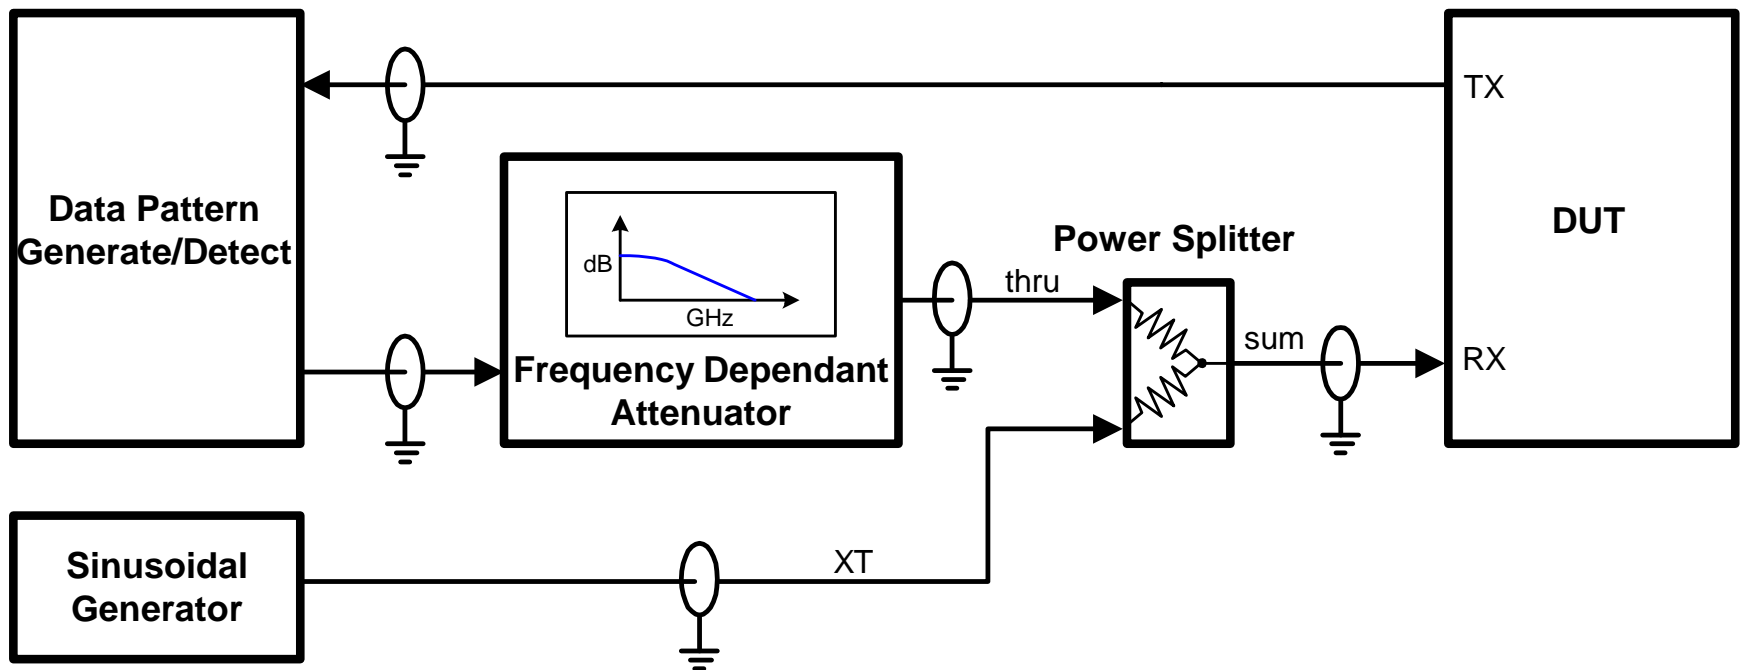 TX
Data Pattern
Generate/Detect
DUT
Power Splitter
dB
GHz
thru
sum
RX
Frequency Dependant
Attenuator
Sinusoidal
Generator
XT